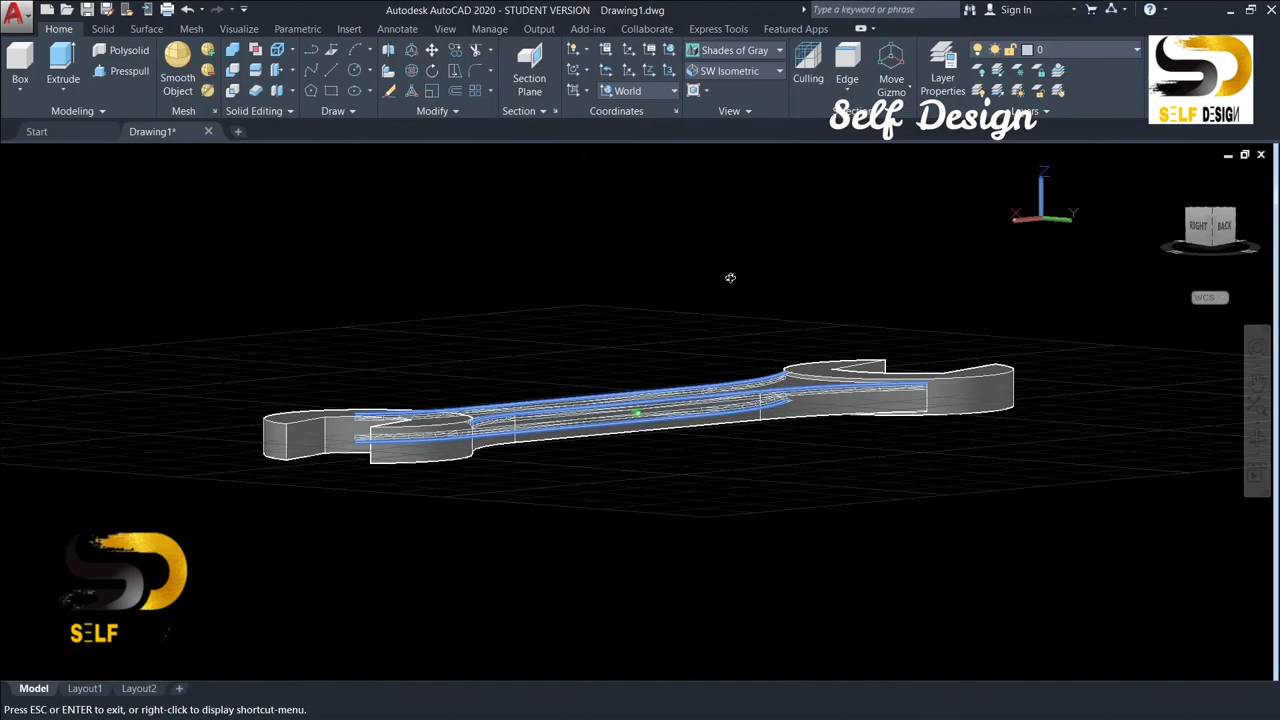 Autodesk AutoCAD 2020 - STUDENT VERSION Drawing1.dwg
Type a keyword or phrase
Sign In
Home Solid Surface Mesh Visualize Parametric Insert Annotate View Manage Output Add-ins Collaborate Express Tools Featured Apps
Box
Extrude
Polysolid
Presspull
Smooth
Object
Section
Plane
World
Shades of Gray
SW Isometric
Culling
Edge
Move
Gizmo
Layer
Properties
0
Modeling
Mesh
Solid Editing
Draw
Modify
Section
Coordinates
View
Layers
Self Design
SELF DESIGN
Start
Drawing1*
Z
X
Y
RIGHT
BACK
WCS
SELF
Model
Layout1
Layout2
Press ESC or ENTER to exit, or right-click to display shortcut-menu.